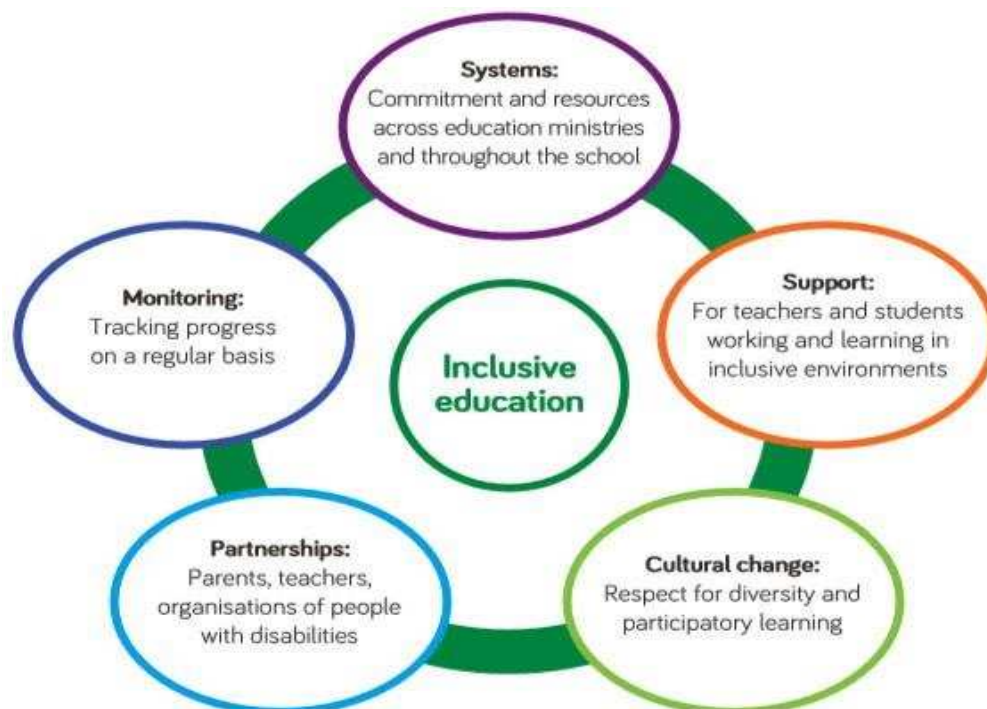 Systems:
Commitment and resources
across education ministries
and throughout the school
Support:
For teachers and students
working and learning in
inclusive environments
Cultural change:
Respect for diversity and
participatory learning
Partnerships:
Parents, teachers,
organisations of people
with disabilities
Monitoring:
Tracking progress
on a regular basis
Inclusive
education